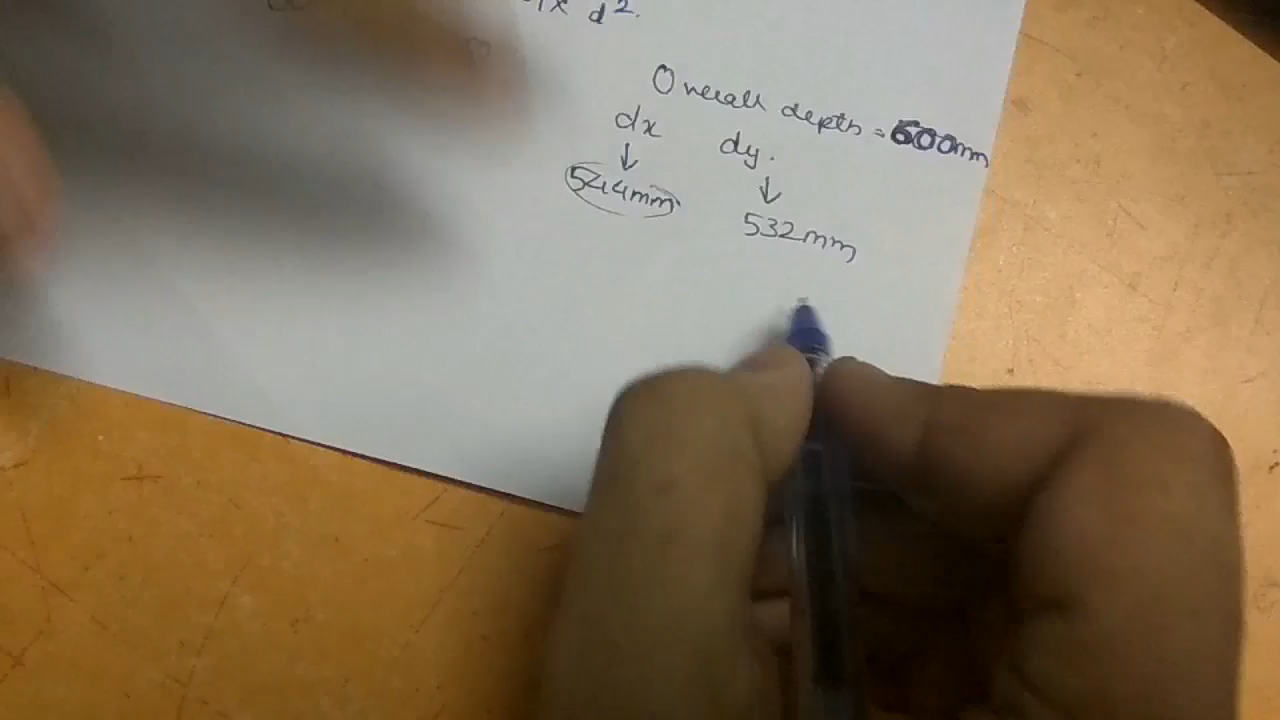 x d².
Overall depth = 600mm
dx dy.
↓ ↓
544mm 532mm